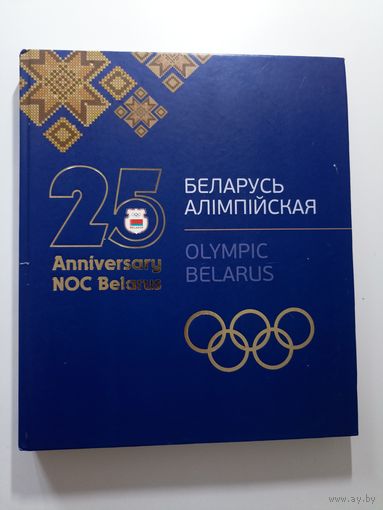 25
Anniversary
NOC Belarus
БЕЛАРУСЬ
АЛІМПІЙСКАЯ
OLYMPIC
BELARUS
www.ay.by